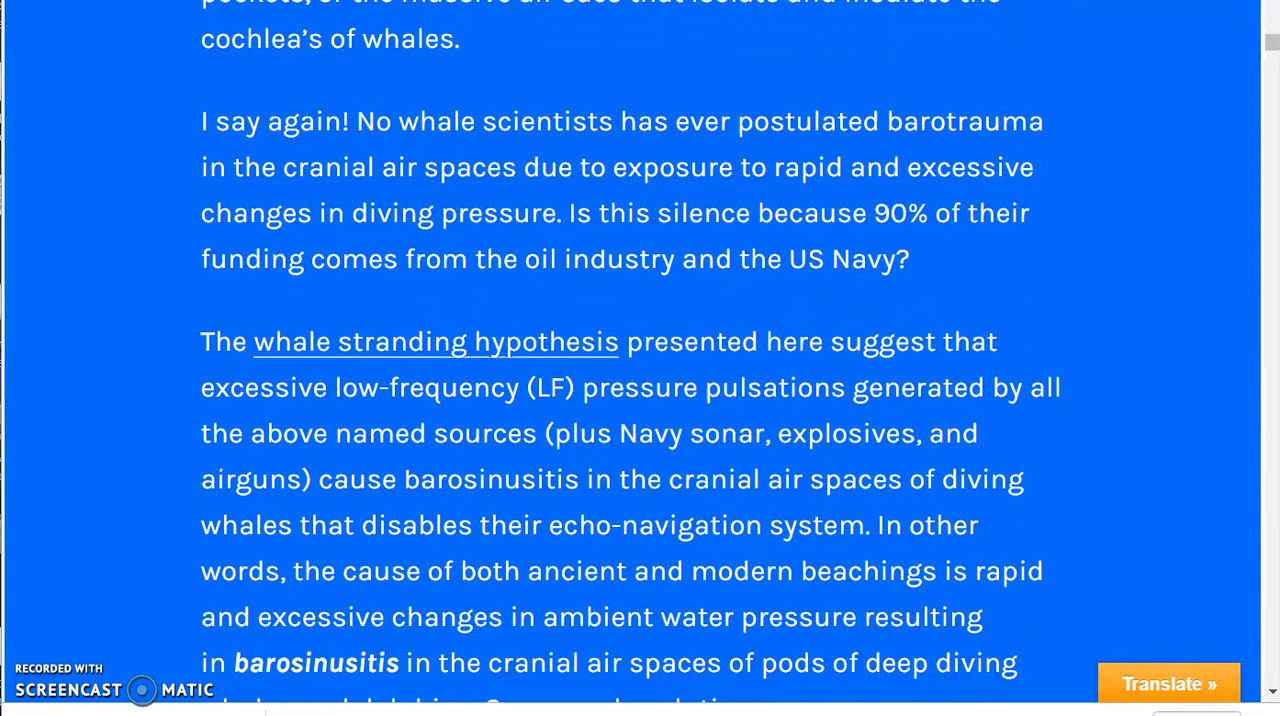 cochlea's of whales.
I say again! No whale scientists has ever postulated barotrauma
in the cranial air spaces due to exposure to rapid and excessive
changes in diving pressure. Is this silence because 90% of their
funding comes from the oil industry and the US Navy?
The whale stranding hypothesis presented here suggest that
excessive low-frequency (LF) pressure pulsations generated by all
the above named sources (plus Navy sonar, explosives, and
airguns) cause barosinusitis in the cranial air spaces of diving
whales that disables their echo-navigation system. In other
words, the cause of both ancient and modern beachings is rapid
and excessive changes in ambient water pressure resulting
in barosinusitis in the cranial air spaces of pods of deep diving
RECORDED WITH
SCREENCAST MATIC
Translate »